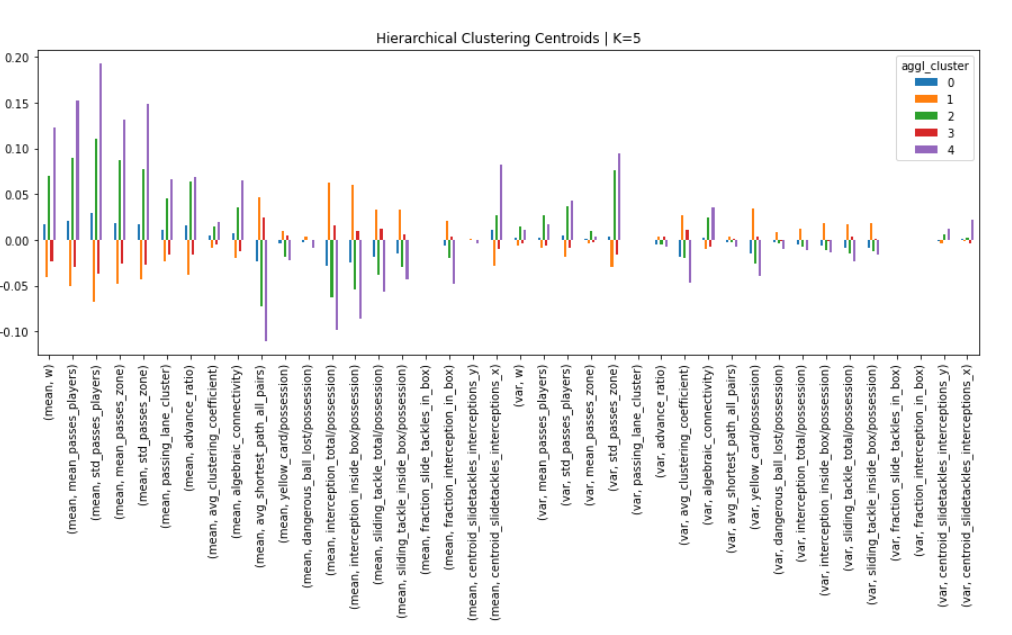 Hierarchical Clustering Centroids | K=5
0.20
0.15
0.10
0.05
0.00
-0.05
-0.10
aggl_cluster
0
1
2
3
4
(mean, w)
(mean, mean_passes_players)
(mean, std_passes_players)
(mean, mean_passes_zone)
(mean, std_passes_zone)
(mean, passing_lane_cluster)
(mean, advance_ratio)
(mean, avg_clustering_coefficient)
(mean, algebraic_connectivity)
(mean, avg_shortest_path_all_pairs)
(mean, yellow_card/possession)
(mean, dangerous_ball_lost/possession)
(mean, interception_total/possession)
(mean, interception_inside_box/possession)
(mean, sliding_tackle_total/possession)
(mean, sliding_tackle_inside_box/possession)
(mean, fraction_slide_tackles_in_box)
(mean, fraction_interception_in_box)
(mean, centroid_slidetackles_interceptions_y)
(mean, centroid_slidetackles_interceptions_x)
(var, w)
(var, mean_passes_players)
(var, std_passes_players)
(var, mean_passes_zone)
(var, std_passes_zone)
(var, passing_lane_cluster)
(var, advance_ratio)
(var, avg_clustering_coefficient)
(var, algebraic_connectivity)
(var, avg_shortest_path_all_pairs)
(var, yellow_card/possession)
(var, dangerous_ball_lost/possession)
(var, interception_total/possession)
(var, interception_inside_box/possession)
(var, sliding_tackle_total/possession)
(var, sliding_tackle_inside_box/possession)
(var, fraction_slide_tackles_in_box)
(var, fraction_interception_in_box)
(var, centroid_slidetackles_interceptions_y)
(var, centroid_slidetackles_interceptions_x)